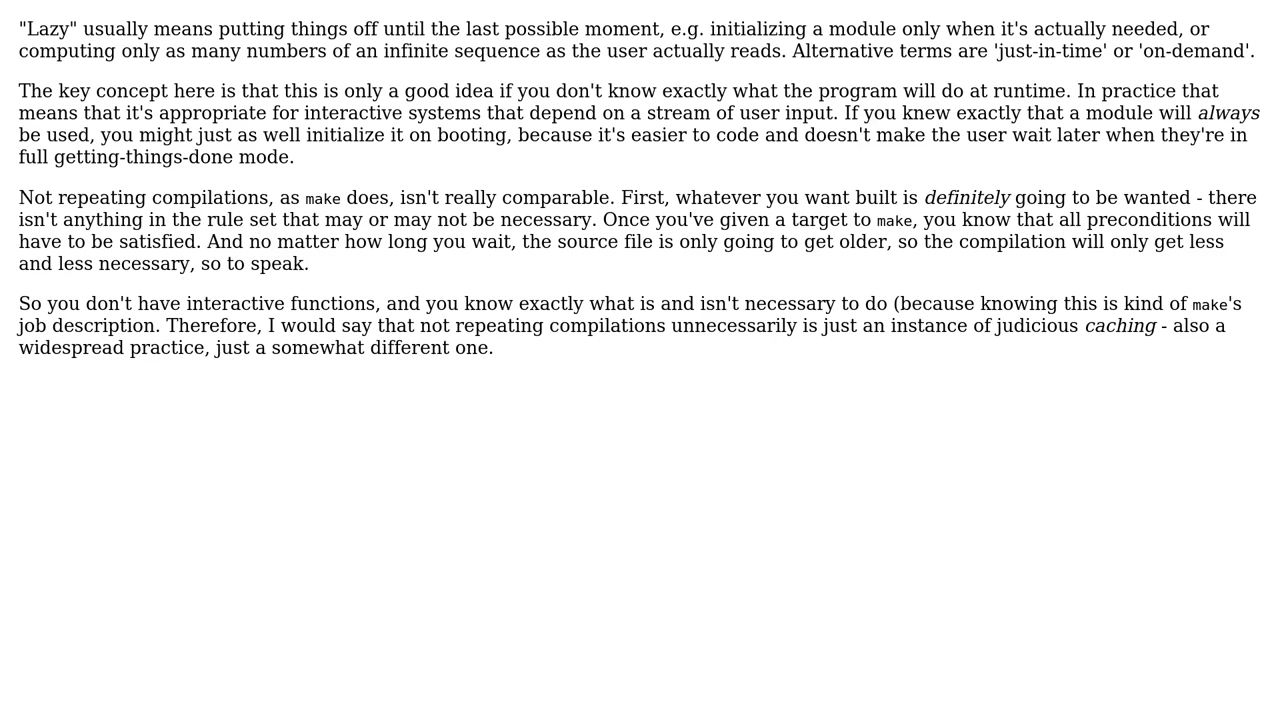 "Lazy" usually means putting things off until the last possible moment, e.g. initializing a module only when it's actually needed, or
computing only as many numbers of an infinite sequence as the user actually reads. Alternative terms are 'just-in-time' or 'on-demand'.
The key concept here is that this is only a good idea if you don't know exactly what the program will do at runtime. In practice that
means that it's appropriate for interactive systems that depend on a stream of user input. If you knew exactly that a module will always
be used, you might just as well initialize it on booting, because it's easier to code and doesn't make the user wait later when they're in
full getting-things-done mode.
Not repeating compilations, as make does, isn't really comparable. First, whatever you want built is definitely going to be wanted - there
isn't anything in the rule set that may or may not be necessary. Once you've given a target to make, you know that all preconditions will
have to be satisfied. And no matter how long you wait, the source file is only going to get older, so the compilation will only get less
and less necessary, so to speak.
So you don't have interactive functions, and you know exactly what is and isn't necessary to do (because knowing this is kind of make's
job description. Therefore, I would say that not repeating compilations unnecessarily is just an instance of judicious caching - also a
widespread practice, just a somewhat different one.